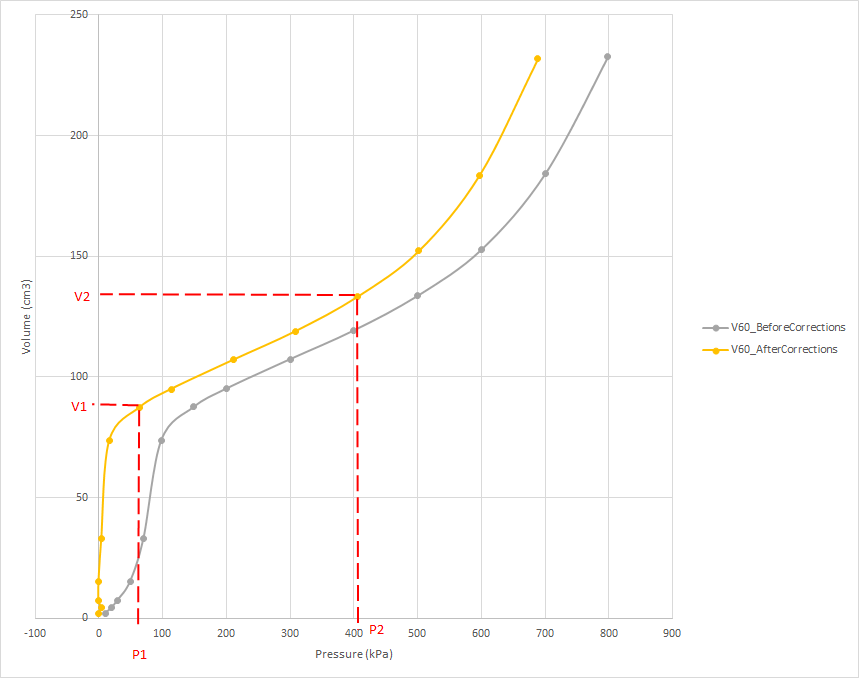 250
200
150
100
50
0
V2
V1
Volume (cm3)
-100 0 100 200 300 400 500 600 700 800 900
P1
P2
Pressure (kPa)
V60_BeforeCorrections
V60_AfterCorrections